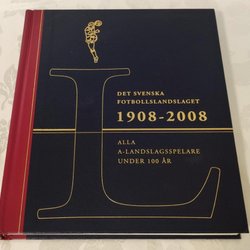 DET SVENSKA
FOTBOLLSLANDSLAGET
1908-2008
ALLA
A-LANDSLAGSSPELARE
UNDER 100 ÅR
L